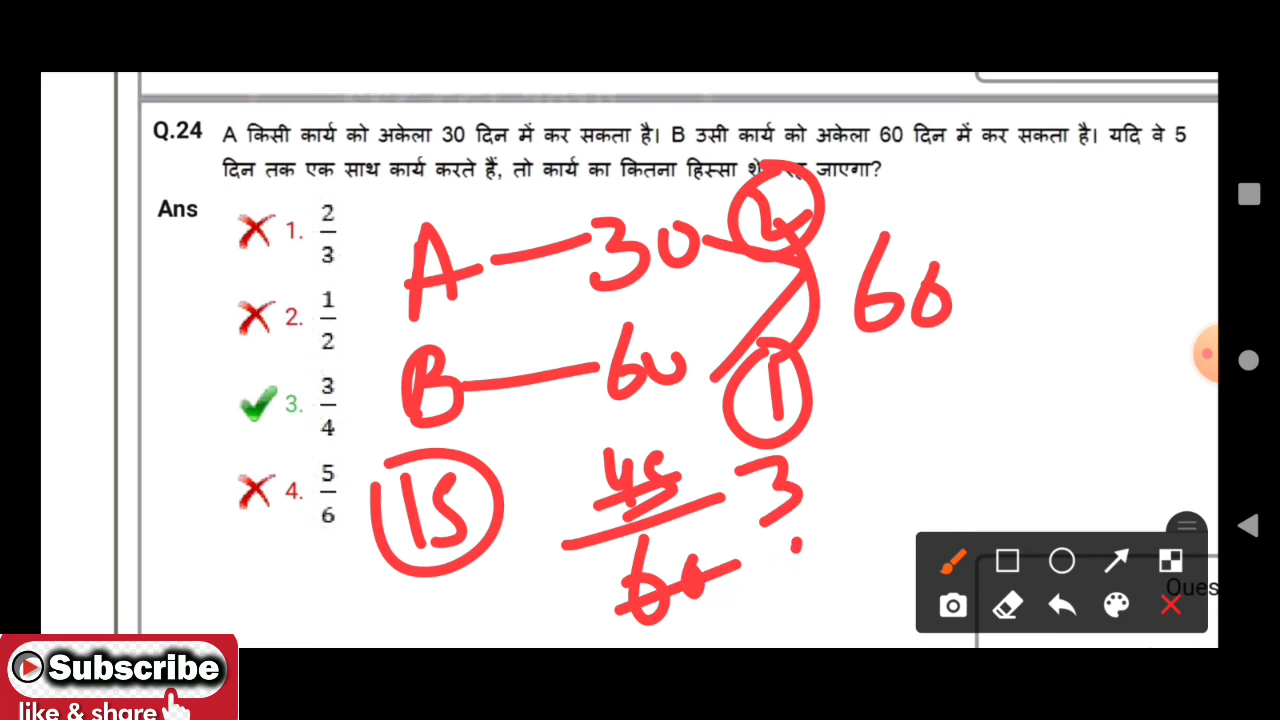 Q.24 A किसी कार्य को अकेला 30 दिन में कर सकता है। B उसी कार्य को अकेला 60 दिन में कर सकता है। यदि वे 5
दिन तक एक साथ कार्य करते हैं, तो कार्य का कितना हिस्सा जाएगा?
Ans
1. 2/3
2. 1/2
3. 3/4
4. 5/6
A 30 2 60
B 60 1
15 45/60 3
Ques
Subscribe
like & share